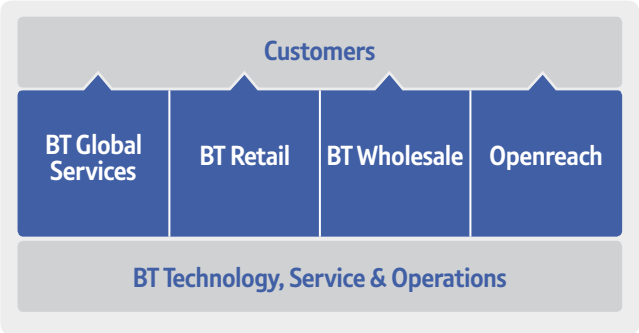 Customers
BT Global
Services
BT Retail
BT Wholesale
Openreach
BT Technology, Service & Operations